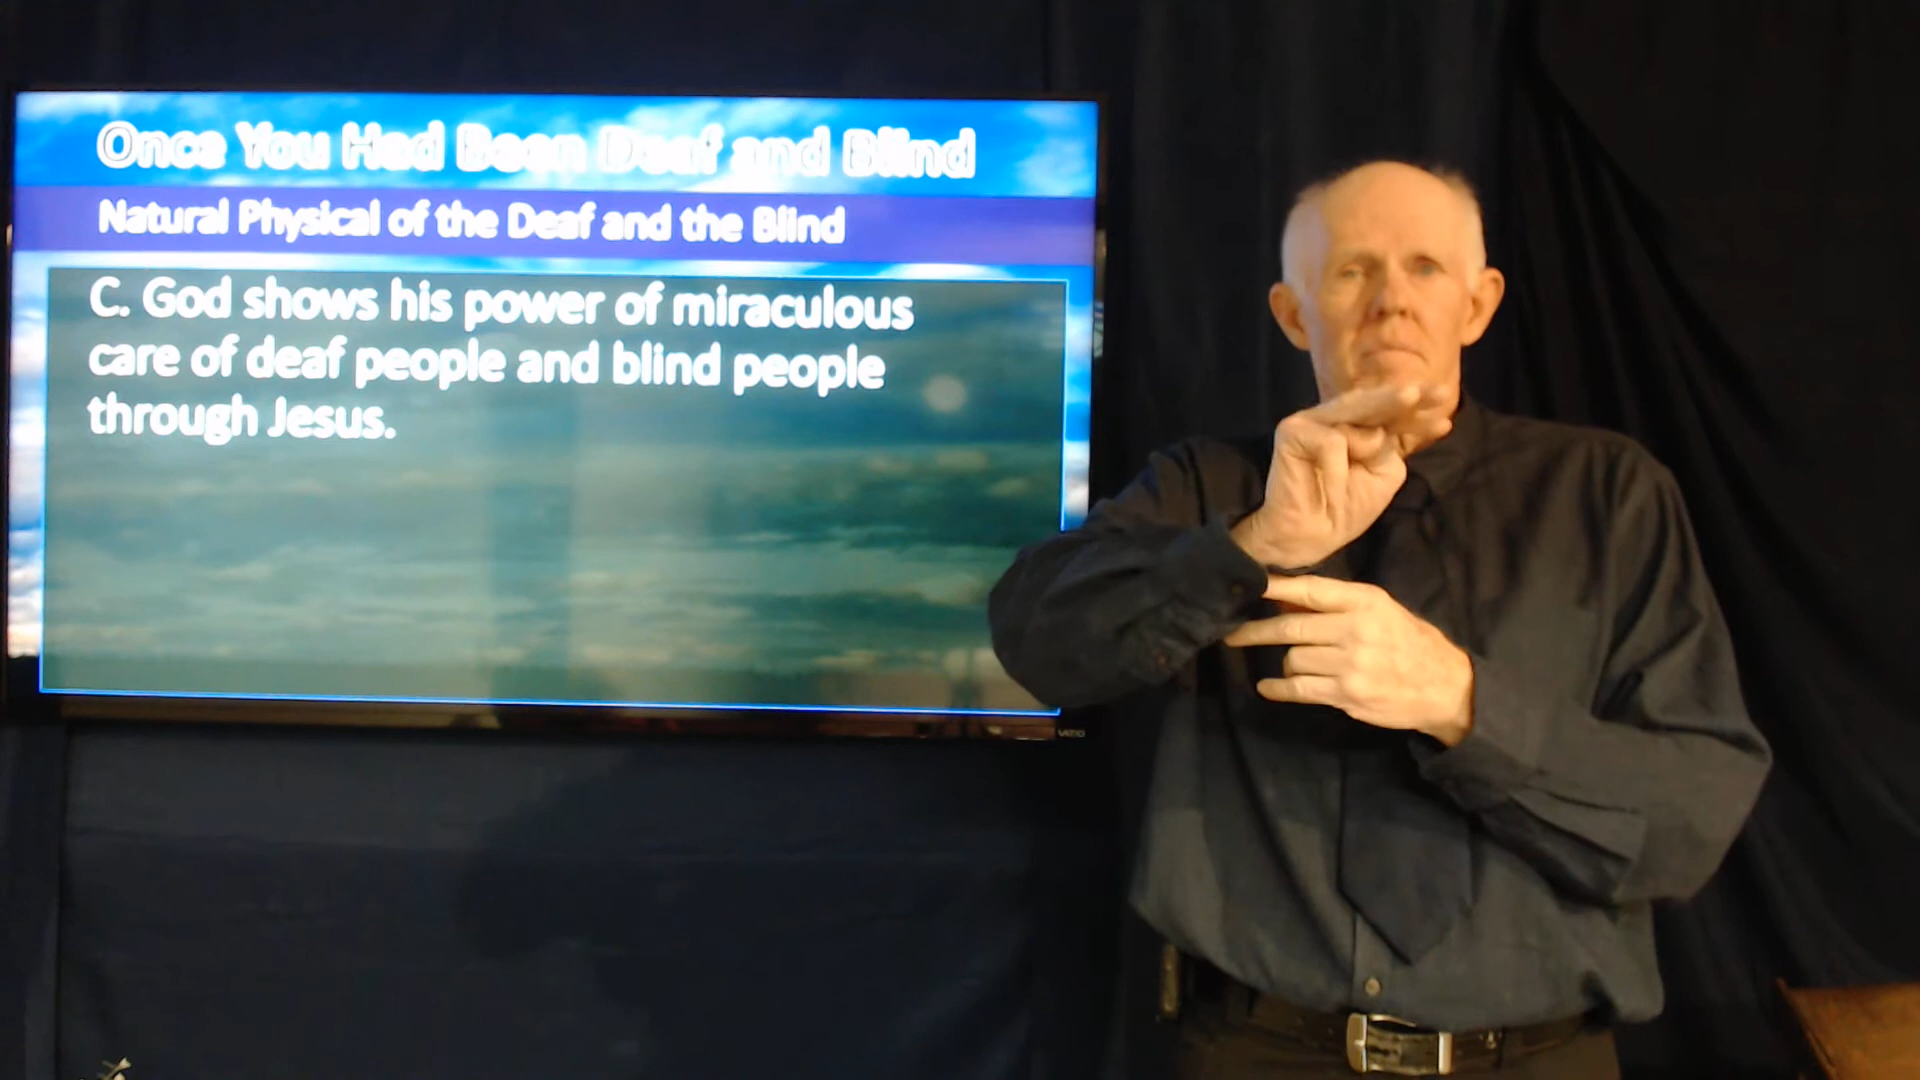 Once You Had Been Deaf and Blind
Natural Physical of the Deaf and the Blind
C. God shows his power of miraculous
care of deaf people and blind people
through Jesus.
VIZIO